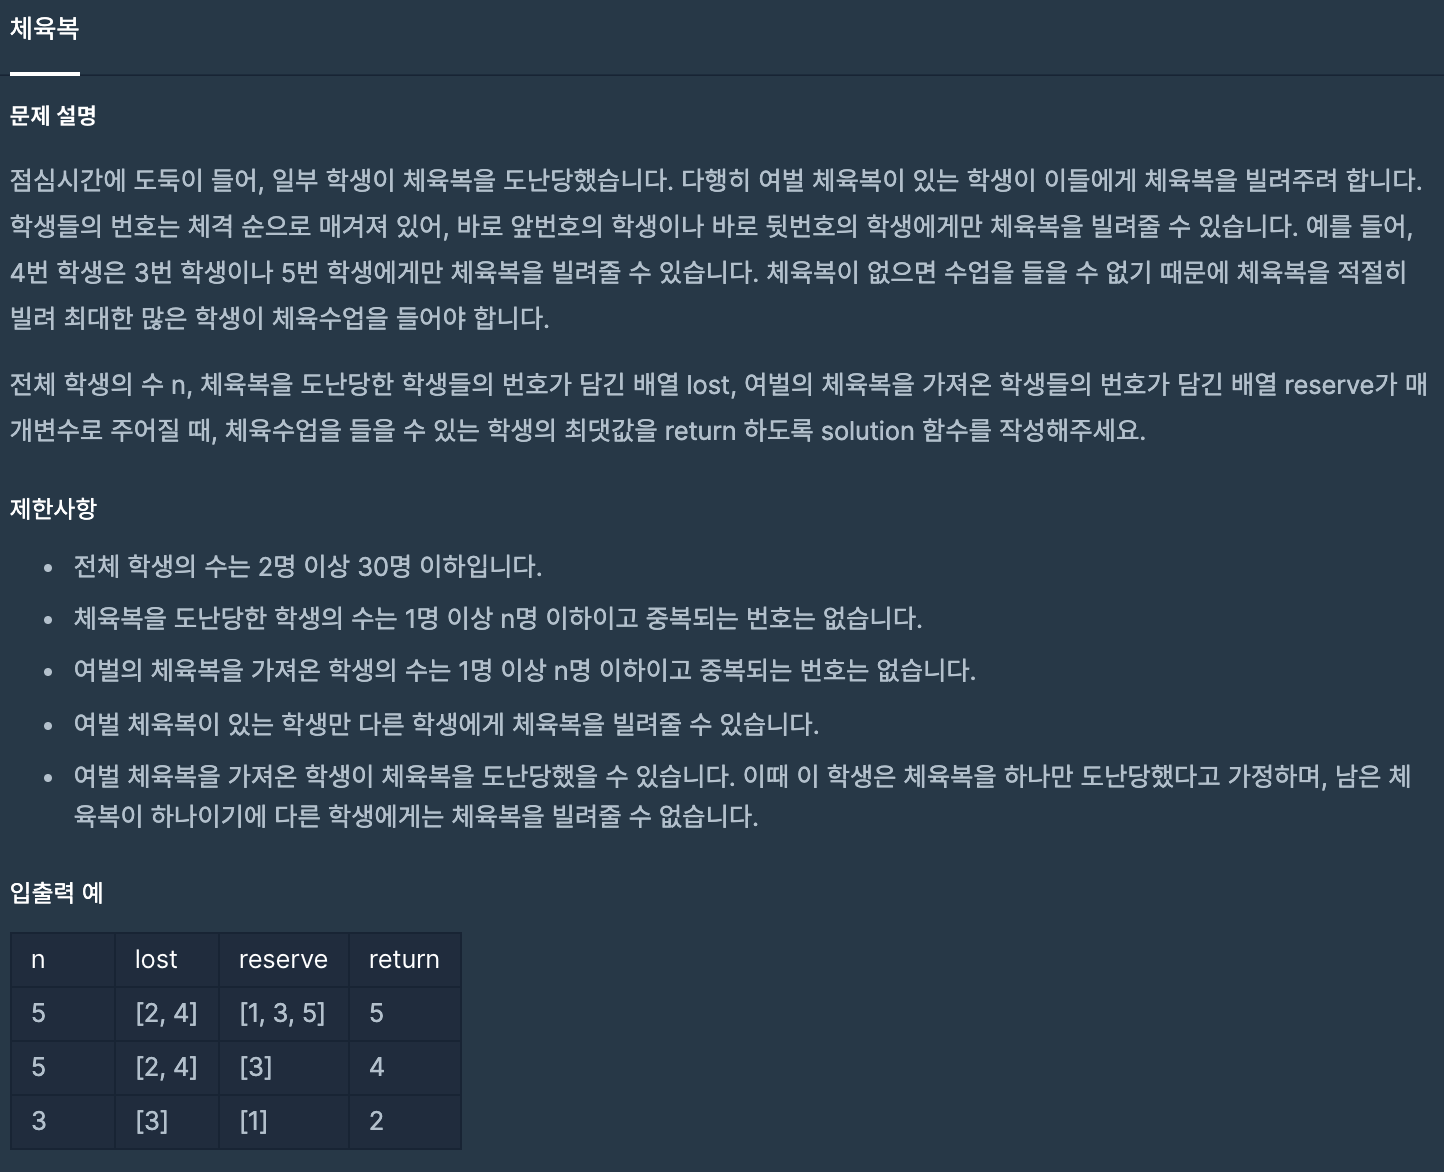 체육복
문제 설명
점심시간에 도둑이 들어, 일부 학생이 체육복을 도난당했습니다. 다행히 여벌 체육복이 있는 학생이 이들에게 체육복을 빌려주려 합니다.
학생들의 번호는 체격 순으로 매겨져 있어, 바로 앞번호의 학생이나 바로 뒷번호의 학생에게만 체육복을 빌려줄 수 있습니다. 예를 들어,
4번 학생은 3번 학생이나 5번 학생에게만 체육복을 빌려줄 수 있습니다. 체육복이 없으면 수업을 들을 수 없기 때문에 체육복을 적절히
빌려 최대한 많은 학생이 체육수업을 들어야 합니다.
전체 학생의 수 n, 체육복을 도난당한 학생들의 번호가 담긴 배열 lost, 여벌의 체육복을 가져온 학생들의 번호가 담긴 배열 reserve가 매
개변수로 주어질 때, 체육수업을 들을 수 있는 학생의 최댓값을 return 하도록 solution 함수를 작성해주세요.
제한사항
• 전체 학생의 수는 2명 이상 30명 이하입니다.
• 체육복을 도난당한 학생의 수는 1명 이상 n명 이하이고 중복되는 번호는 없습니다.
• 여벌의 체육복을 가져온 학생의 수는 1명 이상 n명 이하이고 중복되는 번호는 없습니다.
• 여벌 체육복이 있는 학생만 다른 학생에게 체육복을 빌려줄 수 있습니다.
• 여벌 체육복을 가져온 학생이 체육복을 도난당했을 수 있습니다. 이때 이 학생은 체육복을 하나만 도난당했다고 가정하며, 남은 체
육복이 하나이기에 다른 학생에게는 체육복을 빌려줄 수 없습니다.
입출력 예
n lost reserve return
5 [2, 4] [1, 3, 5] 5
5 [2, 4] [3] 4
3 [3] [1] 2